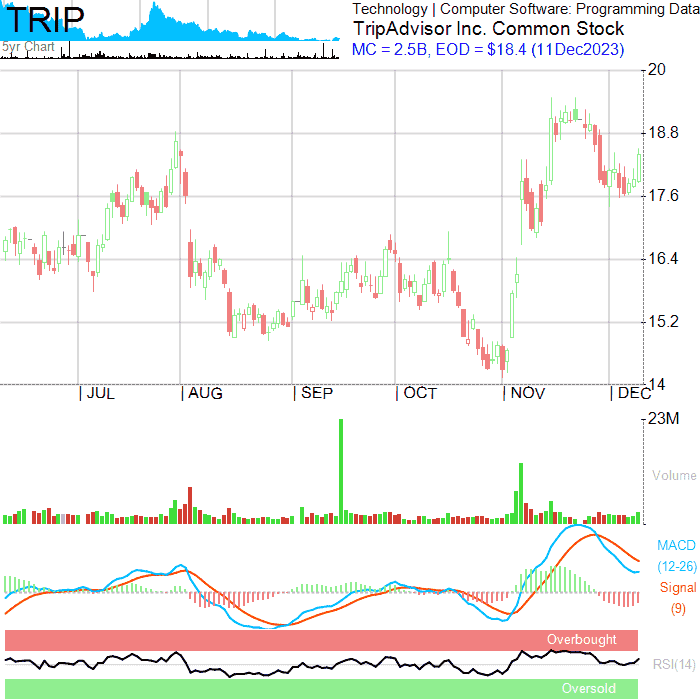 TRIP
5yr Chart
Technology | Computer Software: Programming Data
TripAdvisor Inc. Common Stock
MC = 2.5B, EOD = $18.4 (11Dec2023)
20
18.8
17.6
16.4
15.2
14
JUL AUG SEP OCT NOV DEC
23M
Volume
MACD
(12-26)
Signal
(9)
Overbought
RSI(14)
Oversold